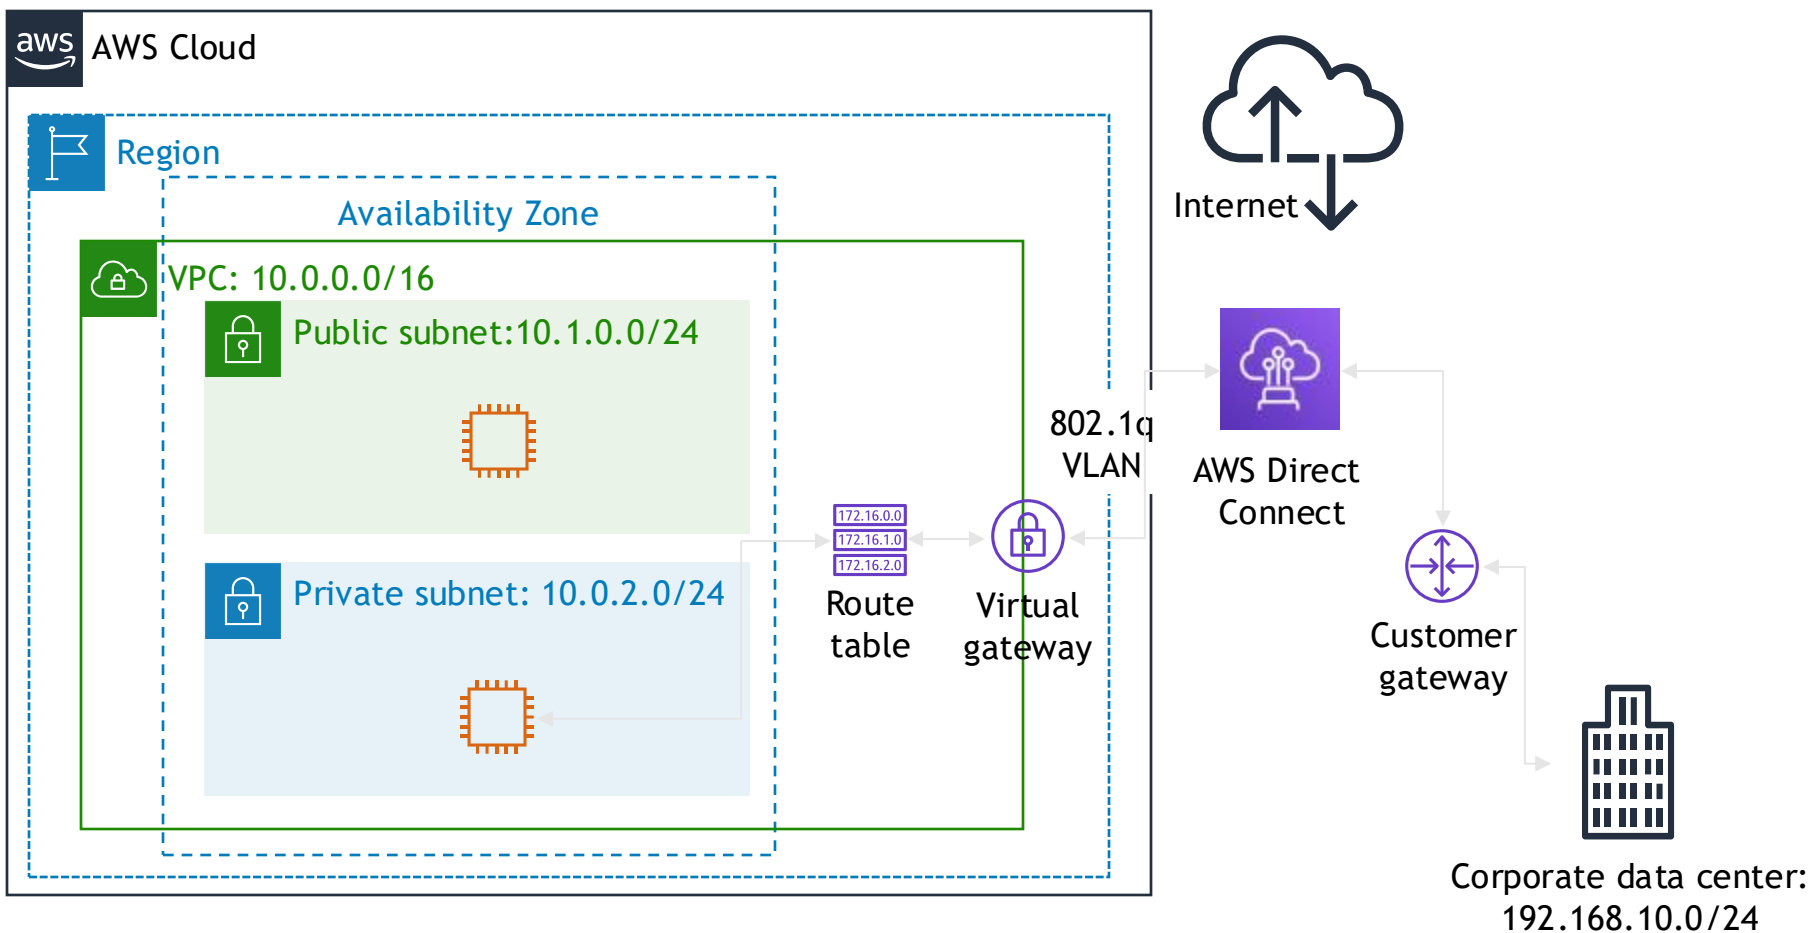 aws
AWS Cloud
Region
Availability Zone
VPC: 10.0.0.0/16
Public subnet:10.1.0.0/24
Private subnet: 10.0.2.0/24
172.16.0.0
172.16.1.0
172.16.2.0
Route
table
Virtual
gateway
802.1q
VLAN
Internet
AWS Direct
Connect
Customer
gateway
Corporate data center:
192.168.10.0/24